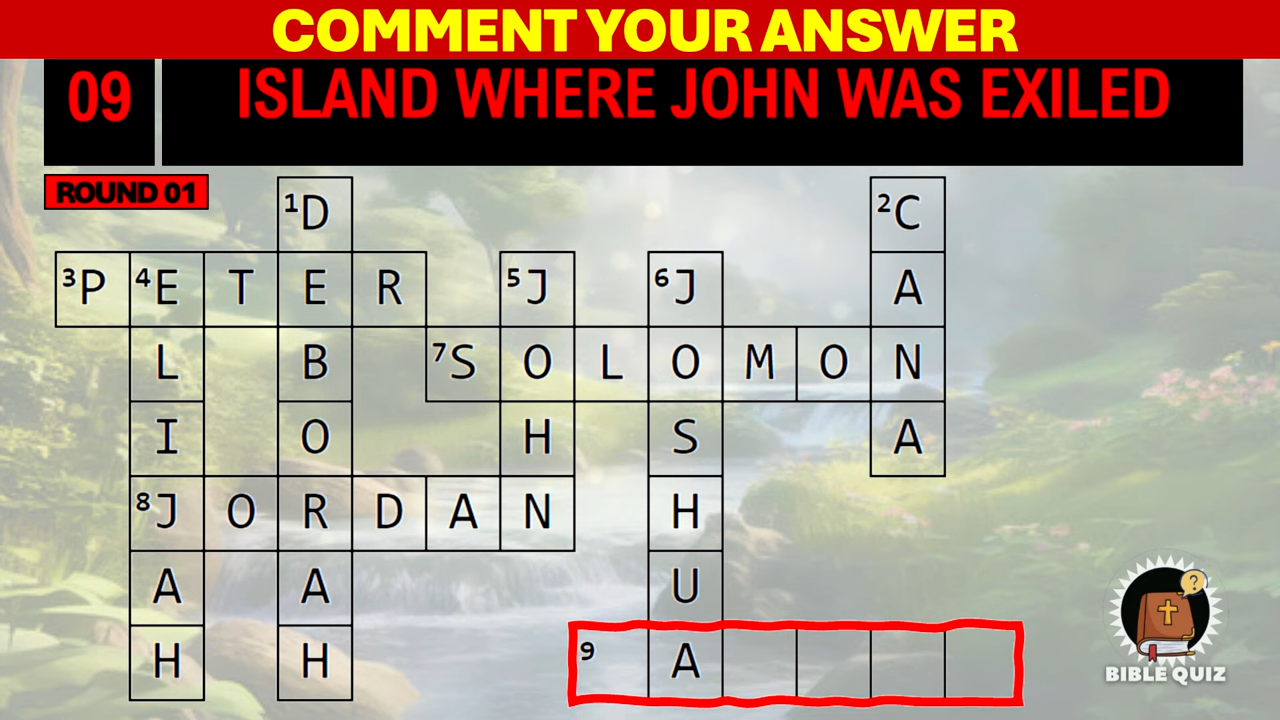 COMMENT YOUR ANSWER
09 ISLAND WHERE JOHN WAS EXILED
ROUND 01
1D 2C
3P 4E T E R 5J 6J A
L B 7S O L O M O N
I O H S A
8J O R D A N H
A A U
H H 9 A
BIBLE QUIZ